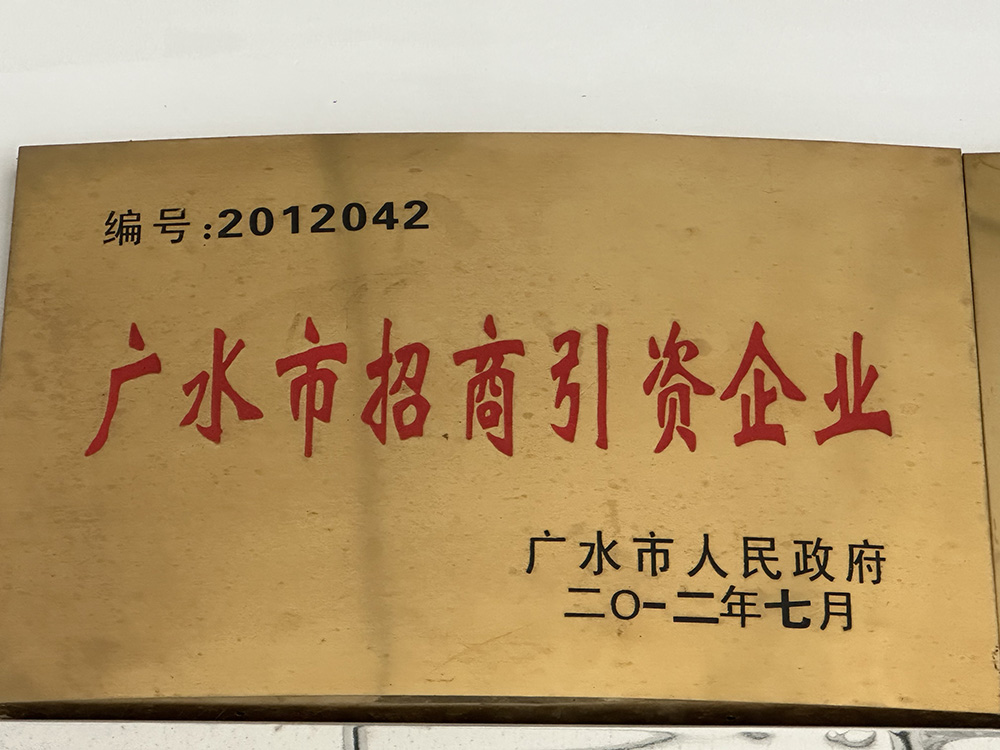 编号:2012042
广水市招商引资企业
广水市人民政府
二〇一二年七月